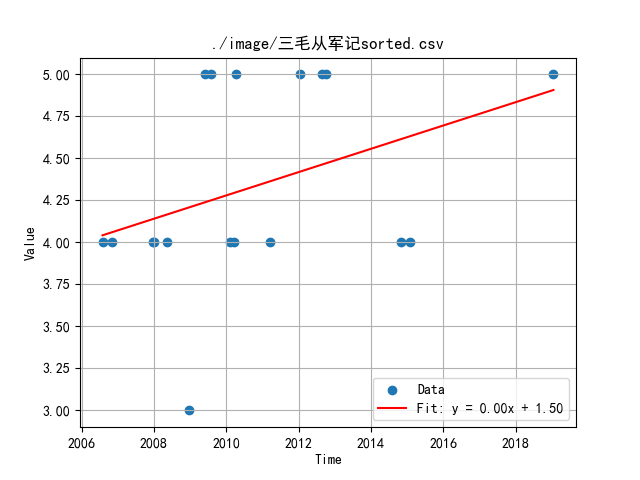 ./image/三毛从军记sorted.csv
5.00
4.75
4.50
4.25
4.00
3.75
3.50
3.25
3.00
Value
2006 2008 2010 2012 2014 2016 2018
Time
Data
Fit: y = 0.00x + 1.50